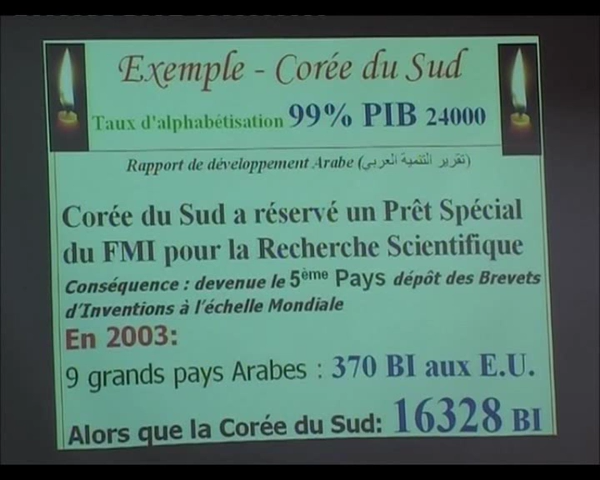 Exemple - Corée du Sud
Taux d'alphabétisation 99% PIB 24000
Rapport de développement Arabe (تقرير التنمية العربي)
Corée du Sud a réservé un Prêt Spécial
du FMI pour la Recherche Scientifique
Conséquence : devenue le 5ème Pays dépôt des Brevets
d'Inventions à l'échelle Mondiale
En 2003:
9 grands pays Arabes : 370 BI aux E.U.
Alors que la Corée du Sud: 16328 BI